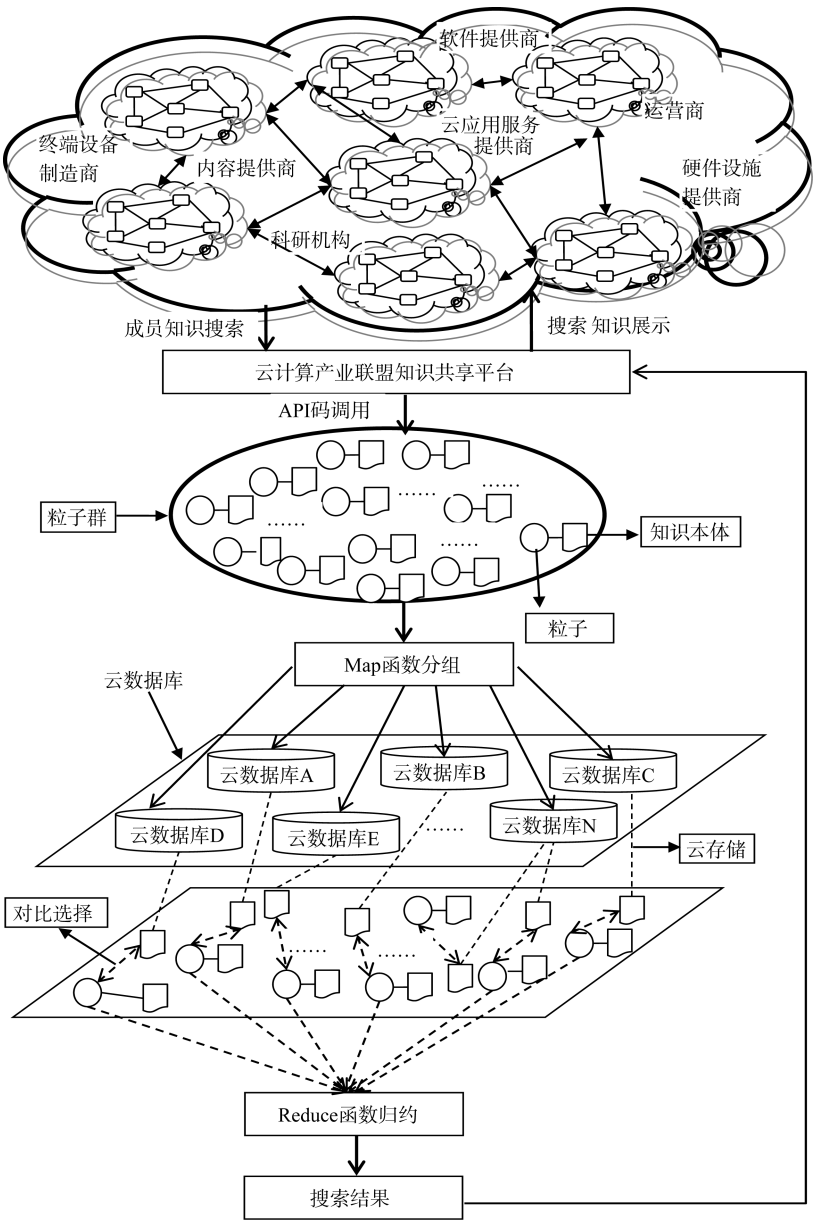 软件提供商
运营商
终端设备
制造商
云应用服务
提供商
内容提供商
硬件设施
提供商
科研机构
成员知识搜索
搜索 知识展示
云计算产业联盟知识共享平台
API码调用
……
……
粒子群
……
知识本体
……
粒子
Map函数分组
云数据库
云数据库A
云数据库B
云数据库C
云数据库D
云数据库E
……
云数据库N
云存储
对比选择
……
……
Reduce函数归约
搜索结果